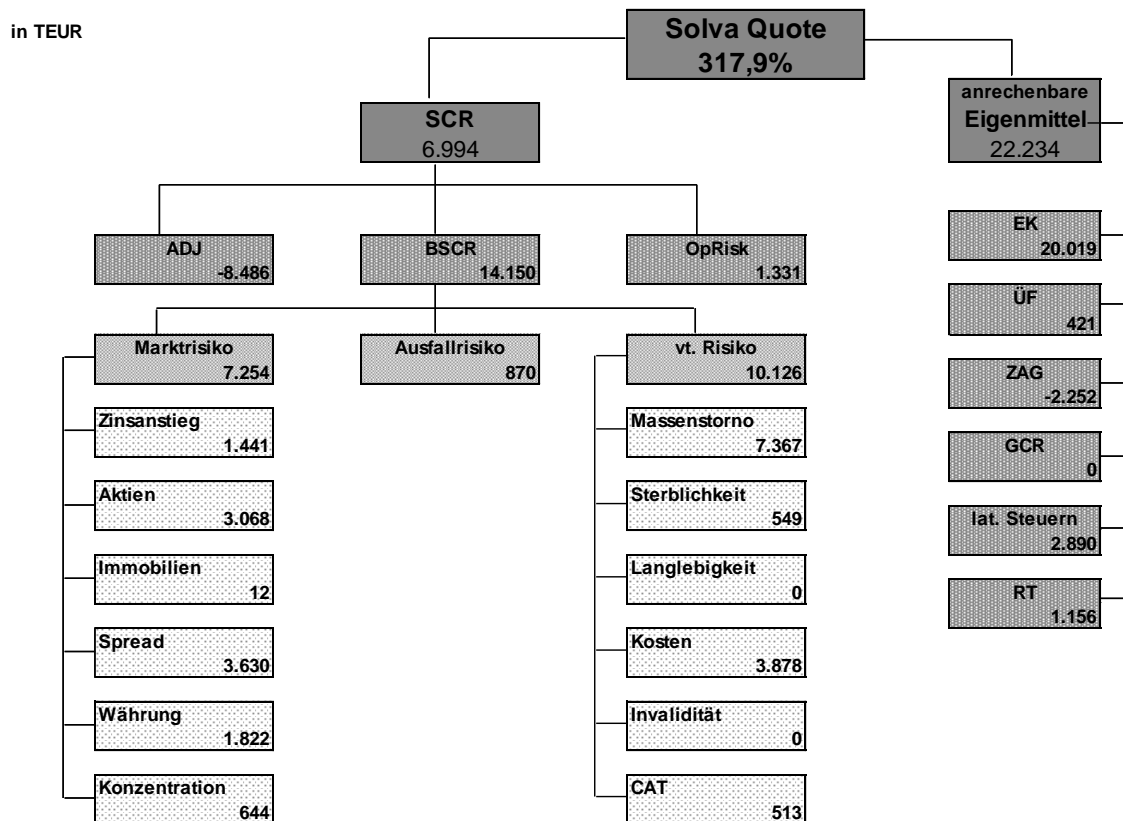 in TEUR
Solva Quote
317,9%
SCR
6.994
anrechenbare
Eigenmittel
22.234
ADJ
-8.486
BSCR
14.150
OpRisk
1.331
EK
20.019
ÜF
421
ZAG
-2.252
GCR
0
lat. Steuern
2.890
RT
1.156
Marktrisiko
7.254
Ausfallrisiko
870
vt. Risiko
10.126
Zinsanstieg
1.441
Aktien
3.068
Immobilien
12
Spread
3.630
Währung
1.822
Konzentration
644
Massenstorno
7.367
Sterblichkeit
549
Langlebigkeit
0
Kosten
3.878
Invalidität
0
CAT
513